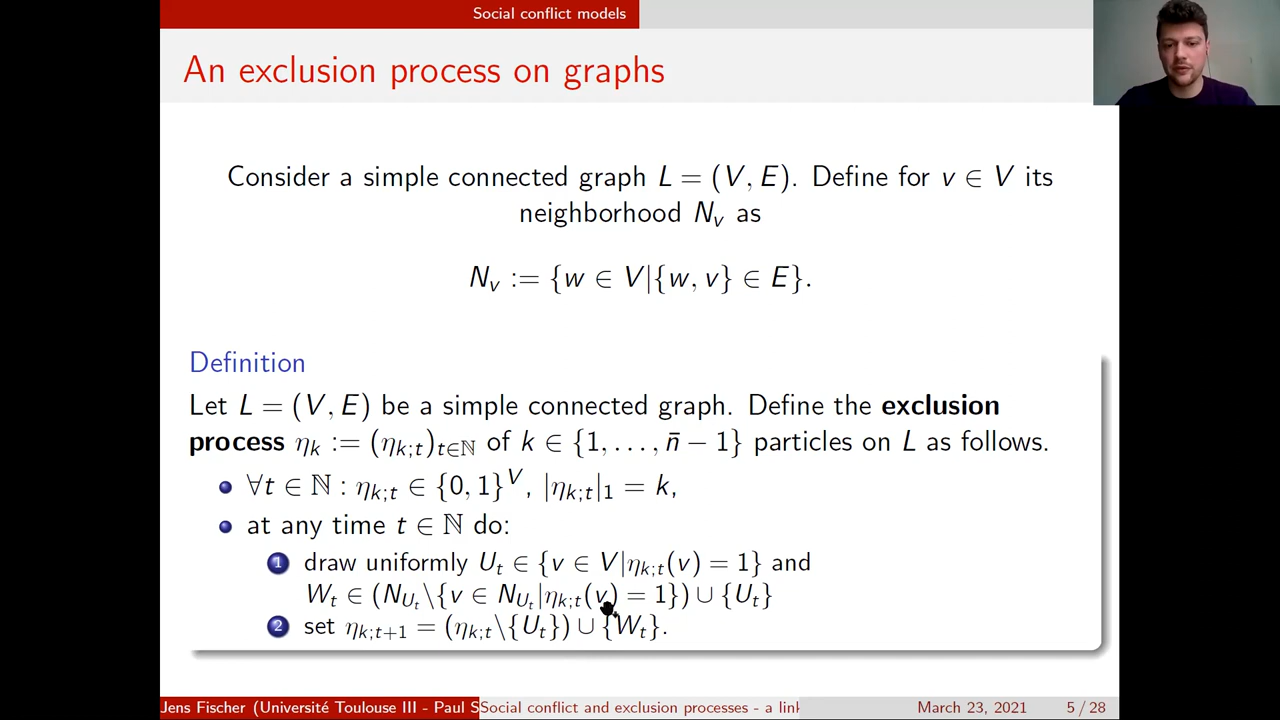 Social conflict models
An exclusion process on graphs
Consider a simple connected graph L = (V, E). Define for v ∈ V its
neighborhood N_v as
N_v := {w ∈ V|{w, v} ∈ E}.
Definition
Let L = (V, E) be a simple connected graph. Define the exclusion
process η_k := (η_{k;t})_{t∈ℕ} of k ∈ {1, . . . , n̄ − 1} particles on L as follows.
∀t ∈ ℕ : η_{k;t} ∈ {0, 1}^V, |η_{k;t}|_1 = k,
at any time t ∈ ℕ do:
1 draw uniformly U_t ∈ {v ∈ V|η_{k;t}(v) = 1} and
W_t ∈ (N_{U_t}\{v ∈ N_{U_t}|η_{k;t}(v) = 1}) ∪ {U_t}
2 set η_{k;t+1} = (η_{k;t}\{U_t}) ∪ {W_t}.
Jens Fischer (Université Toulouse III - Paul S Social conflict and exclusion processes - a link March 23, 2021 5 / 28